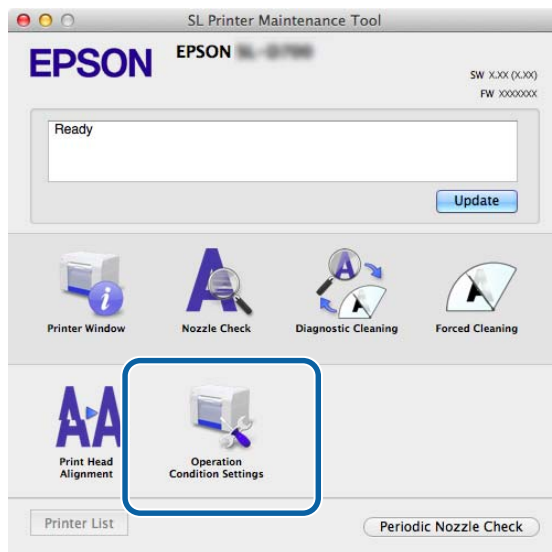 SL Printer Maintenance Tool
EPSON
EPSON
SW X.XX (X.XX)
FW XXXXXXX
Ready
Update
Printer Window
Nozzle Check
Diagnostic Cleaning
Forced Cleaning
Print Head
Alignment
Operation
Condition Settings
Printer List
Periodic Nozzle Check